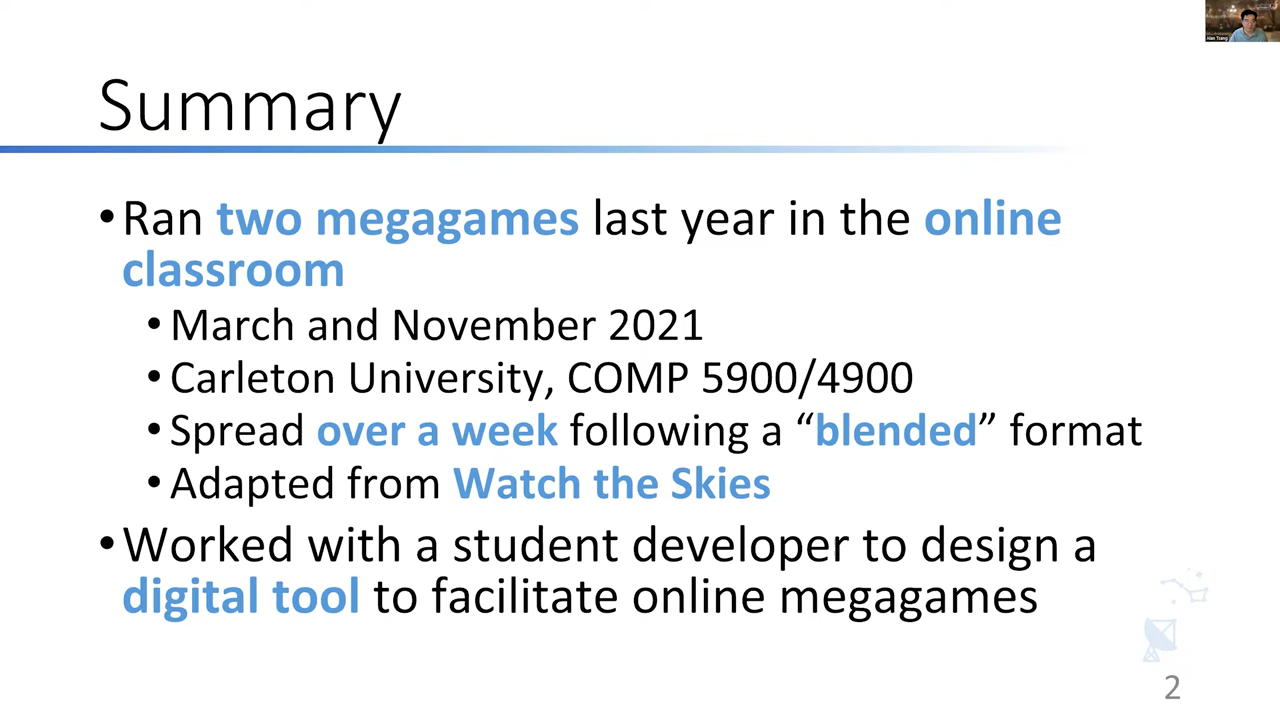 Alan Tsang
Summary
•Ran two megagames last year in the online
classroom
•March and November 2021
•Carleton University, COMP 5900/4900
•Spread over a week following a “blended” format
•Adapted from Watch the Skies
•Worked with a student developer to design a
digital tool to facilitate online megagames
2